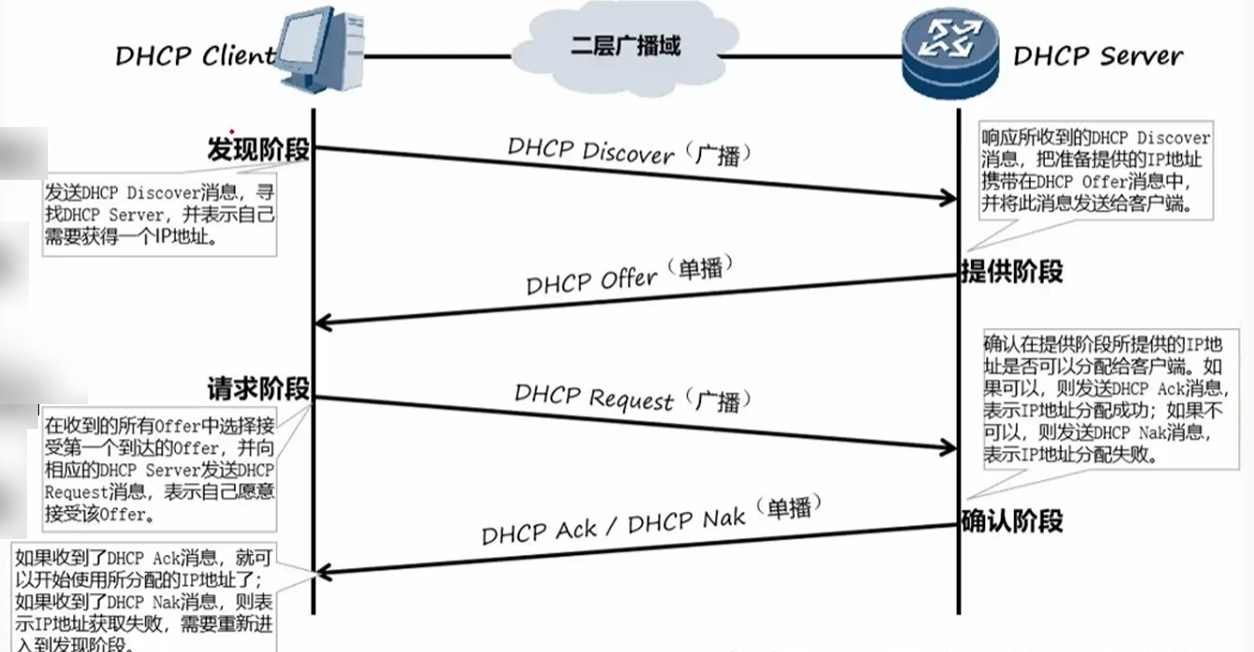 DHCP Client
二层广播域
DHCP Server
发现阶段
DHCP Discover（广播）
发送DHCP Discover消息，寻
找DHCP Server，并表示自己
需要获得一个IP地址。
响应所收到的DHCP Discover
消息，把准备提供的IP地址
携带在DHCP Offer消息中，
并将此消息发送给客户端。
DHCP Offer（单播）
提供阶段
请求阶段
DHCP Request（广播）
在收到的所有Offer中选择接
受第一个到达的Offer，并向
相应的DHCP Server发送DHCP
Request消息，表示自己愿意
接受该Offer。
确认在提供阶段所提供的IP地
址是否可以分配给客户端。如
果可以，则发送DHCP Ack消息，
表示IP地址分配成功；如果不
可以，则发送DHCP Nak消息，
表示IP地址分配失败。
DHCP Ack / DHCP Nak（单播）
确认阶段
如果收到了DHCP Ack消息，就可
以开始使用所分配的IP地址了；
如果收到了DHCP Nak消息，则表
示IP地址获取失败，需要重新进
入到发现阶段。